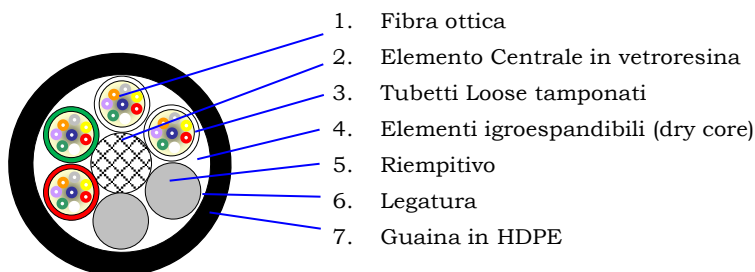 1. Fibra ottica
2. Elemento Centrale in vetroresina
3. Tubetti Loose tamponati
4. Elementi igroespandibili (dry core)
5. Riempitivo
6. Legatura
7. Guaina in HDPE